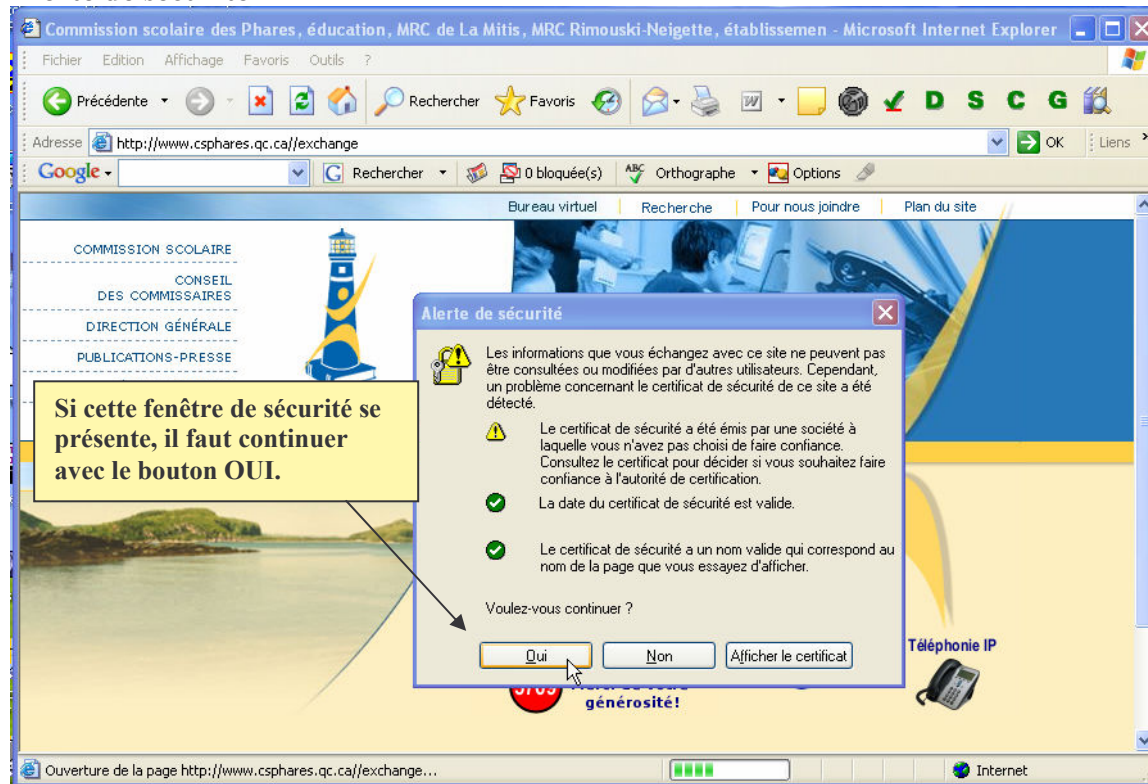 Commission scolaire des Phares, éducation, MRC de La Mitis, MRC Rimouski-Neigette, établissemen - Microsoft Internet Explorer
Fichier Edition Affichage Favoris Outils ?
Précédente Rechercher Favoris W D S C G
Adresse http://www.csphares.qc.ca//exchange OK Liens »
Google G Rechercher 0 bloquée(s) ABC Orthographe Options
Bureau virtuel Recherche Pour nous joindre Plan du site
COMMISSION SCOLAIRE
CONSEIL
DES COMMISSAIRES
DIRECTION GÉNÉRALE
PUBLICATIONS-PRESSE
Si cette fenêtre de sécurité se
présente, il faut continuer
avec le bouton OUI.
Alerte de sécurité
Les informations que vous échangez avec ce site ne peuvent pas
être consultées ou modifiées par d'autres utilisateurs. Cependant,
un problème concernant le certificat de sécurité de ce site a été
détecté.
Le certificat de sécurité a été émis par une société à
laquelle vous n'avez pas choisi de faire confiance.
Consultez le certificat pour décider si vous souhaitez faire
confiance à l'autorité de certification.
La date du certificat de sécurité est valide.
Le certificat de sécurité a un nom valide qui correspond au
nom de la page que vous essayez d'afficher.
Voulez-vous continuer ?
Oui Non Afficher le certificat
Téléphonie IP
générosité!
Ouverture de la page http://www.csphares.qc.ca//exchange... Internet